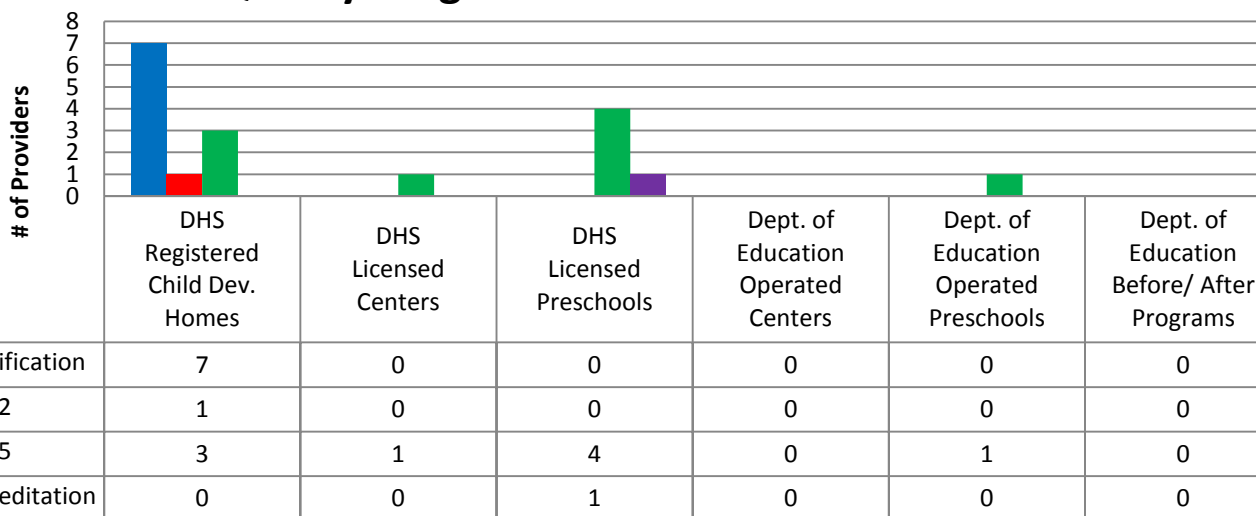 8
7
6
5
4
3
2
1
0
# of Providers
DHS
Registered
Child Dev.
Homes
DHS
Licensed
Centers
DHS
Licensed
Preschools
Dept. of
Education
Operated
Centers
Dept. of
Education
Operated
Preschools
Dept. of
Education
Before/ After
Programs
ification 7 0 0 0 0 0
2 1 0 0 0 0 0
5 3 1 4 0 1 0
editation 0 0 1 0 0 0